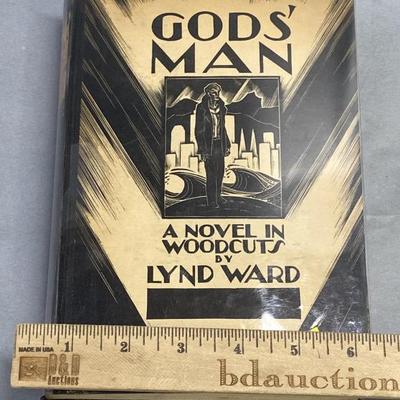 GODS'
MAN
A NOVEL IN
WOODCUTS
BY
LYND WARD
1 2 3 4 5 6
MADE IN USA
Auctions
bdauction